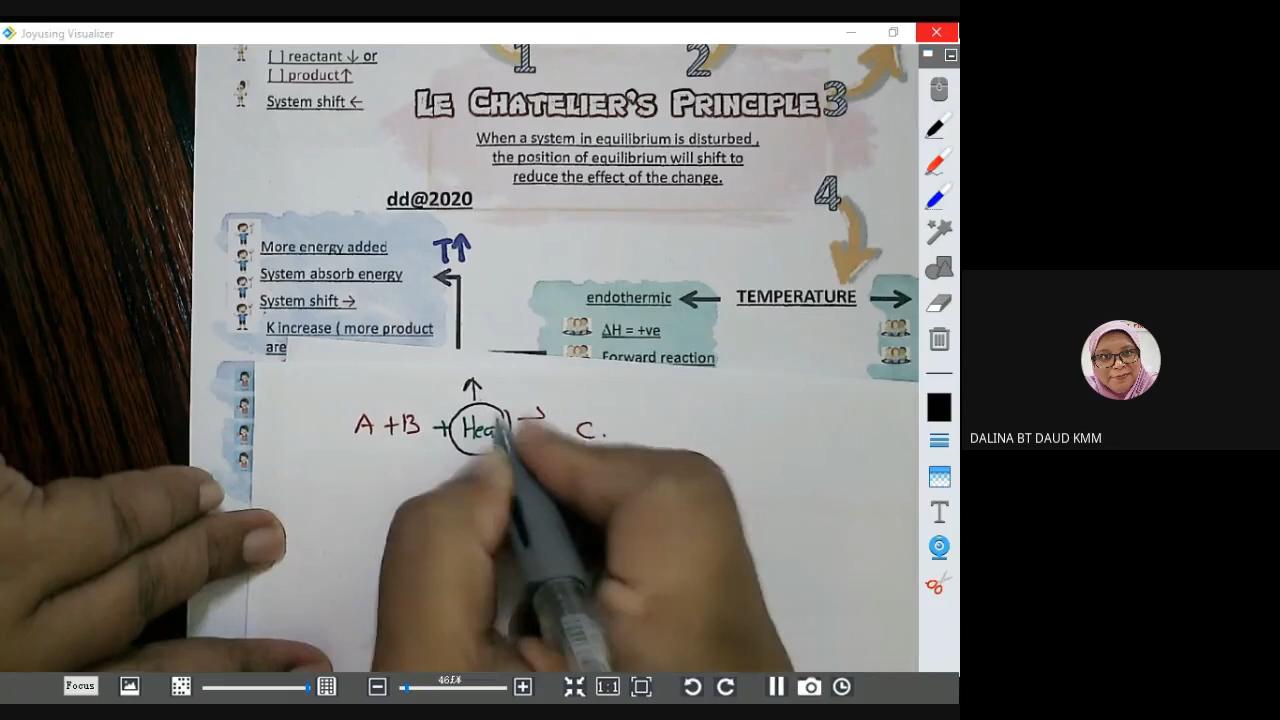 Joyusing Visualizer
[ ] reactant ↓ or
[ ] product↑
System shift ←
1
2
LE CHATELIER'S PRINCIPLE
3
When a system in equilibrium is disturbed ,
the position of equilibrium will shift to
reduce the effect of the change.
4
dd@2020
More energy added
T↑
System absorb energy
System shift →
K increase ( more product
are
endothermic
TEMPERATURE
ΔH = +ve
Forward reaction
↑
A + B + Hea → C.
DALINA BT DAUD KMM
T
Focus
1:1